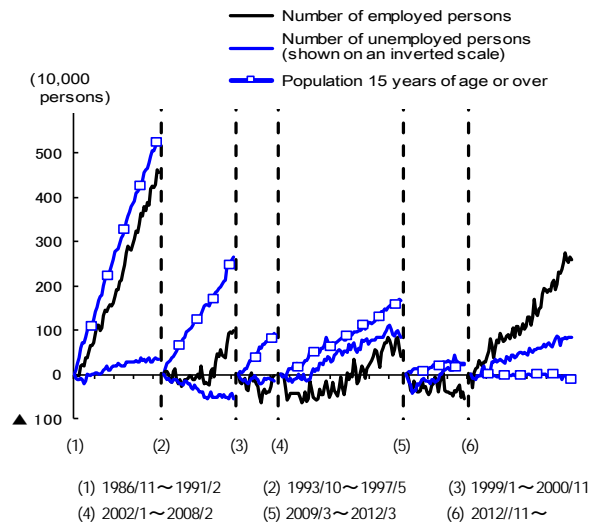 Number of employed persons
Number of unemployed persons
(shown on an inverted scale)
Population 15 years of age or over
(10,000
persons)
500
400
300
200
100
0
▲ 100
(1) (2) (3) (4) (5) (6)
(1) 1986/11～1991/2 (2) 1993/10～1997/5 (3) 1999/1～2000/11
(4) 2002/1～2008/2 (5) 2009/3～2012/3 (6) 2012//11～